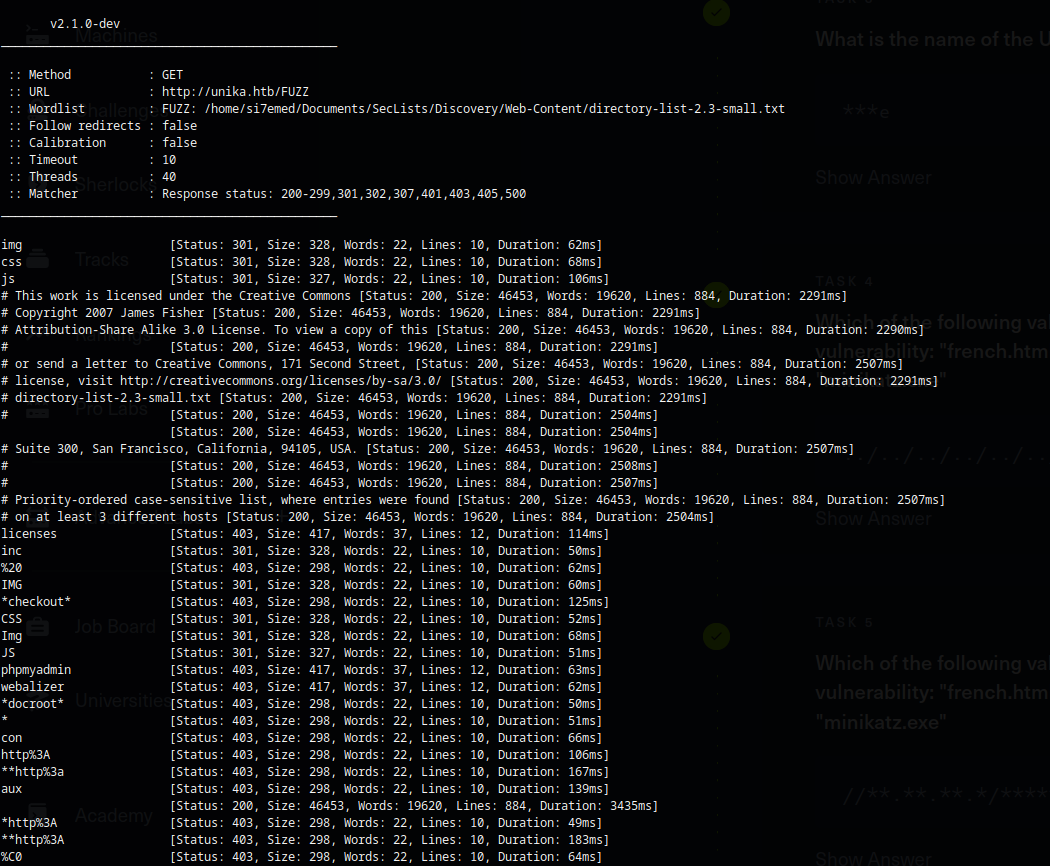 v2.1.0-dev
Machines
________________________________________________
:: Method : GET
:: URL : http://unika.htb/FUZZ
:: Wordlist : FUZZ: /home/si7emed/Documents/SecLists/Discovery/Web-Content/directory-list-2.3-small.txt
:: Follow redirects : false
:: Calibration : false
:: Timeout : 10
:: Threads : 40
:: Matcher : Response status: 200-299,301,302,307,401,403,405,500
________________________________________________
img [Status: 301, Size: 328, Words: 22, Lines: 10, Duration: 62ms]
css [Status: 301, Size: 328, Words: 22, Lines: 10, Duration: 68ms]
js [Status: 301, Size: 327, Words: 22, Lines: 10, Duration: 106ms]
# This work is licensed under the Creative Commons [Status: 200, Size: 46453, Words: 19620, Lines: 884, Duration: 2291ms]
# Copyright 2007 James Fisher [Status: 200, Size: 46453, Words: 19620, Lines: 884, Duration: 2291ms]
# Attribution-Share Alike 3.0 License. To view a copy of this [Status: 200, Size: 46453, Words: 19620, Lines: 884, Duration: 2290ms]
# [Status: 200, Size: 46453, Words: 19620, Lines: 884, Duration: 2291ms]
# or send a letter to Creative Commons, 171 Second Street, [Status: 200, Size: 46453, Words: 19620, Lines: 884, Duration: 2507ms]
# license, visit http://creativecommons.org/licenses/by-sa/3.0/ [Status: 200, Size: 46453, Words: 19620, Lines: 884, Duration: 2291ms]
# directory-list-2.3-small.txt [Status: 200, Size: 46453, Words: 19620, Lines: 884, Duration: 2291ms]
# [Status: 200, Size: 46453, Words: 19620, Lines: 884, Duration: 2504ms]
[Status: 200, Size: 46453, Words: 19620, Lines: 884, Duration: 2504ms]
# Suite 300, San Francisco, California, 94105, USA. [Status: 200, Size: 46453, Words: 19620, Lines: 884, Duration: 2507ms]
# [Status: 200, Size: 46453, Words: 19620, Lines: 884, Duration: 2508ms]
# [Status: 200, Size: 46453, Words: 19620, Lines: 884, Duration: 2507ms]
# Priority-ordered case-sensitive list, where entries were found [Status: 200, Size: 46453, Words: 19620, Lines: 884, Duration: 2507ms]
# on at least 3 different hosts [Status: 200, Size: 46453, Words: 19620, Lines: 884, Duration: 2504ms]
licenses [Status: 403, Size: 417, Words: 37, Lines: 12, Duration: 114ms]
inc [Status: 301, Size: 328, Words: 22, Lines: 10, Duration: 50ms]
%20 [Status: 403, Size: 298, Words: 22, Lines: 10, Duration: 62ms]
IMG [Status: 301, Size: 328, Words: 22, Lines: 10, Duration: 60ms]
*checkout* [Status: 403, Size: 298, Words: 22, Lines: 10, Duration: 125ms]
CSS [Status: 301, Size: 328, Words: 22, Lines: 10, Duration: 52ms]
Img [Status: 301, Size: 328, Words: 22, Lines: 10, Duration: 68ms]
JS [Status: 301, Size: 327, Words: 22, Lines: 10, Duration: 51ms]
phpmyadmin [Status: 403, Size: 417, Words: 37, Lines: 12, Duration: 63ms]
webalizer [Status: 403, Size: 417, Words: 37, Lines: 12, Duration: 62ms]
*docroot* [Status: 403, Size: 298, Words: 22, Lines: 10, Duration: 50ms]
* [Status: 403, Size: 298, Words: 22, Lines: 10, Duration: 51ms]
con [Status: 403, Size: 298, Words: 22, Lines: 10, Duration: 66ms]
http%3A [Status: 403, Size: 298, Words: 22, Lines: 10, Duration: 106ms]
**http%3a [Status: 403, Size: 298, Words: 22, Lines: 10, Duration: 167ms]
aux [Status: 403, Size: 298, Words: 22, Lines: 10, Duration: 139ms]
[Status: 200, Size: 46453, Words: 19620, Lines: 884, Duration: 3435ms]
*http%3A [Status: 403, Size: 298, Words: 22, Lines: 10, Duration: 49ms]
**http%3A [Status: 403, Size: 298, Words: 22, Lines: 10, Duration: 183ms]
%C0 [Status: 403, Size: 298, Words: 22, Lines: 10, Duration: 64ms]
Challenges
Sherlocks
Tracks
Rankings
Pro Labs
Job Board
Universities
Academy
What is the name of the U
***e
Show Answer
TASK 4
Which of the following va
vulnerability: "french.htm
Show Answer
TASK 5
Which of the following va
vulnerability: "french.htm
"minikatz.exe"
//**.**.**.*/****
Show Answer